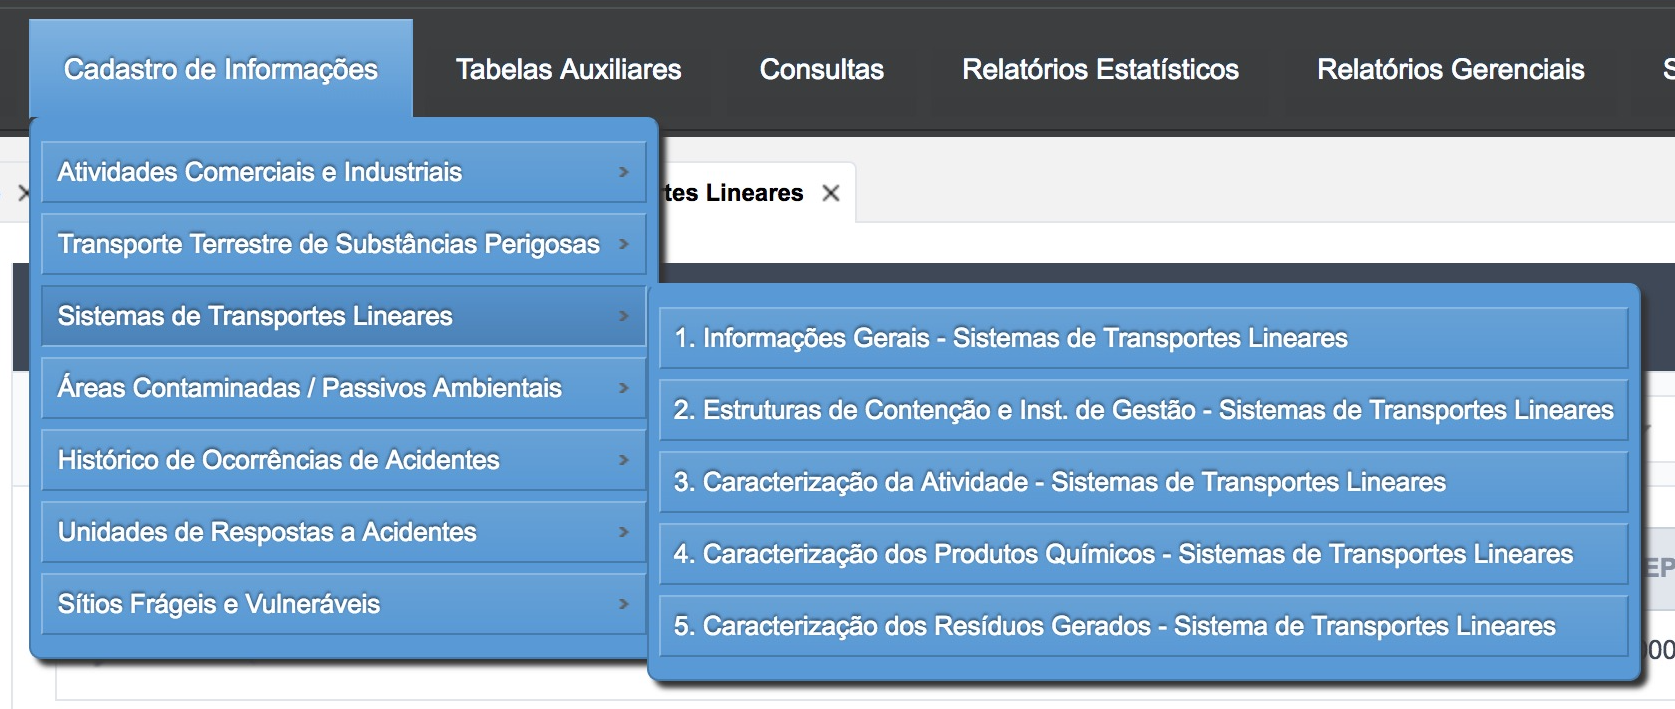 Cadastro de Informações
Tabelas Auxiliares
Consultas
Relatórios Estatísticos
Relatórios Gerenciais
Atividades Comerciais e Industriais
tes Lineares
Transporte Terrestre de Substâncias Perigosas
Sistemas de Transportes Lineares
Áreas Contaminadas / Passivos Ambientais
Histórico de Ocorrências de Acidentes
Unidades de Respostas a Acidentes
Sítios Frágeis e Vulneráveis
1. Informações Gerais - Sistemas de Transportes Lineares
2. Estruturas de Contenção e Inst. de Gestão - Sistemas de Transportes Lineares
3. Caracterização da Atividade - Sistemas de Transportes Lineares
4. Caracterização dos Produtos Químicos - Sistemas de Transportes Lineares
5. Caracterização dos Resíduos Gerados - Sistema de Transportes Lineares